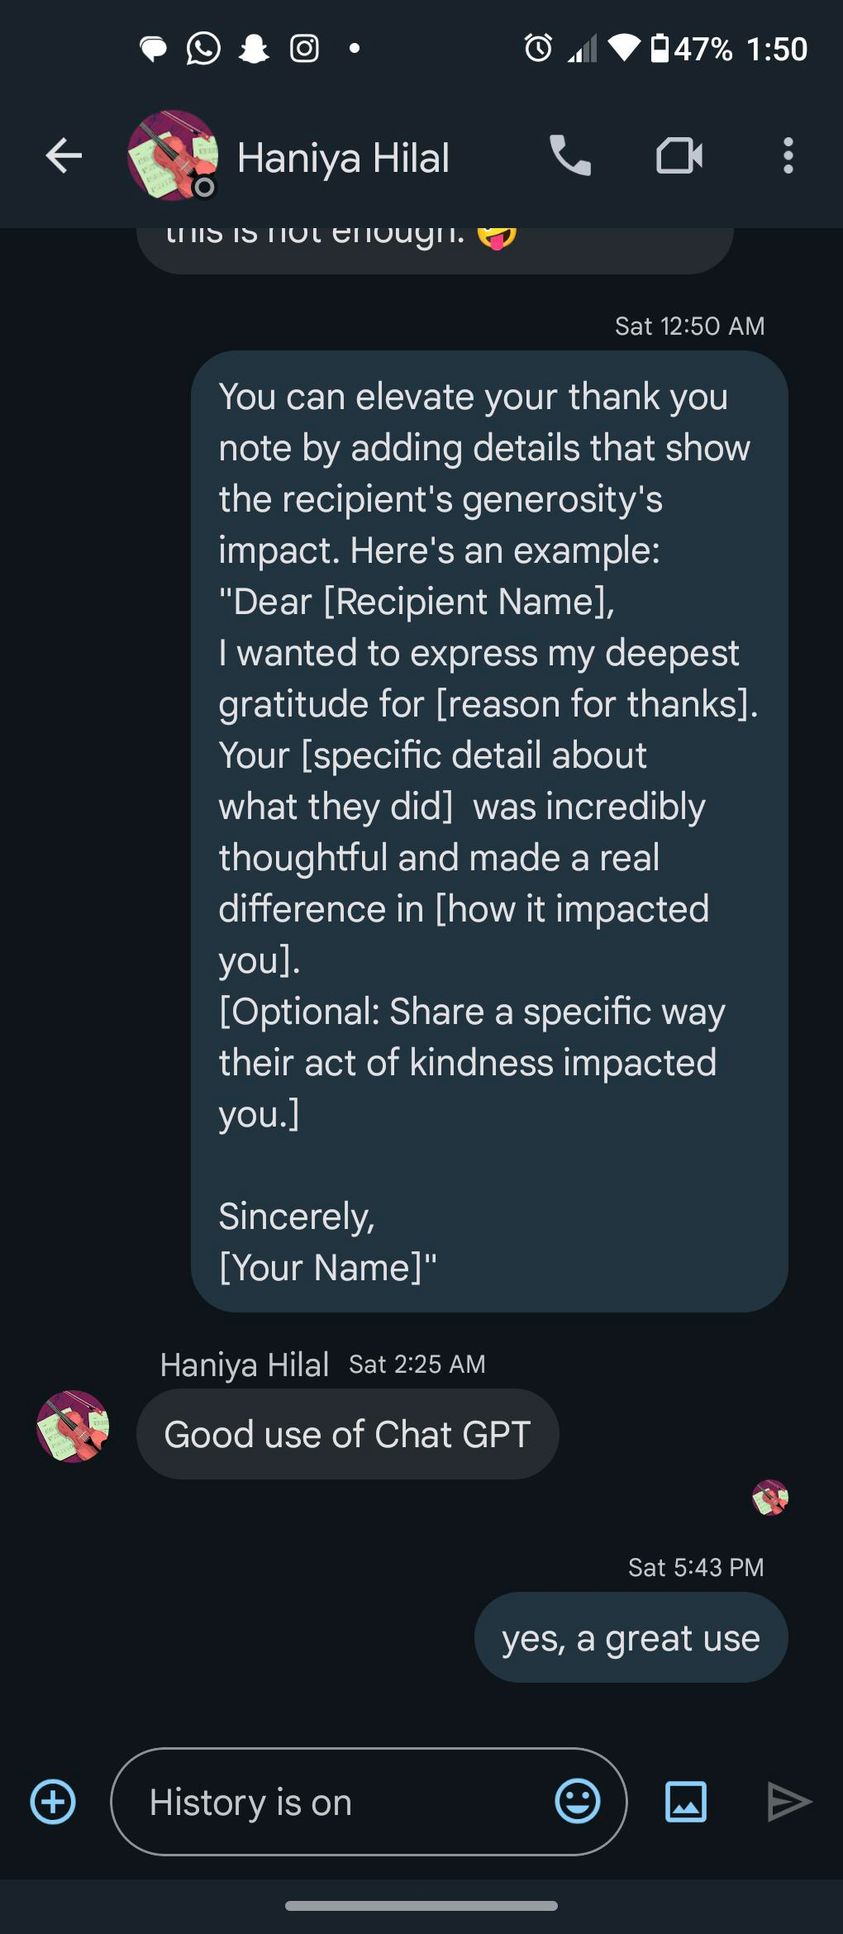 47% 1:50
Haniya Hilal
this is not enough. 🤪
Sat 12:50 AM
You can elevate your thank you
note by adding details that show
the recipient's generosity's
impact. Here's an example:
"Dear [Recipient Name],
I wanted to express my deepest
gratitude for [reason for thanks].
Your [specific detail about
what they did]  was incredibly
thoughtful and made a real
difference in [how it impacted
you].
[Optional: Share a specific way
their act of kindness impacted
you.]
Sincerely,
[Your Name]"
Haniya Hilal Sat 2:25 AM
Good use of Chat GPT
Sat 5:43 PM
yes, a great use
History is on